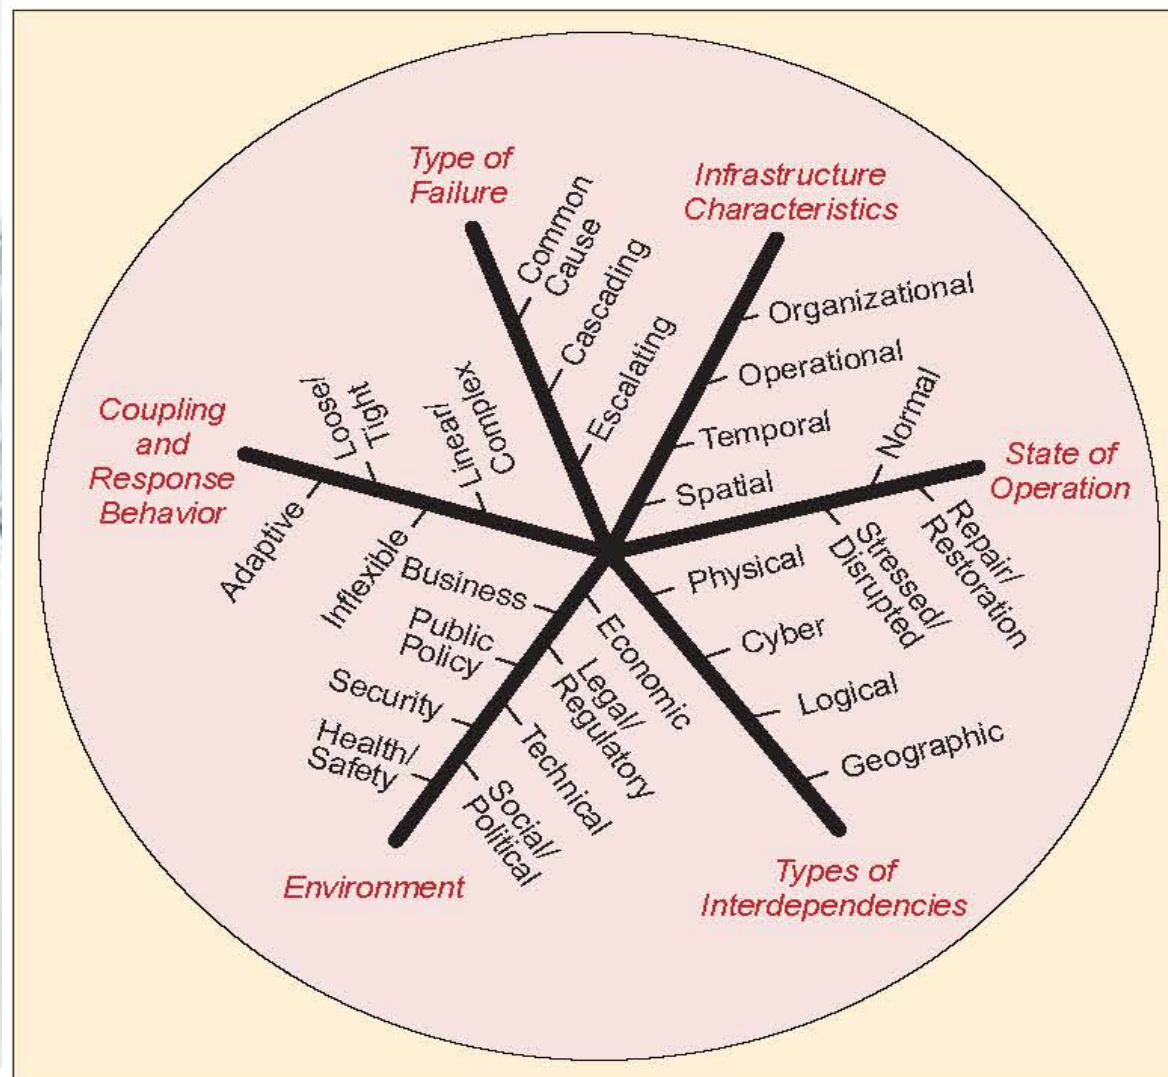 Type of
Failure
Common
Cause
Cascading
Escalating
Infrastructure
Characteristics
Organizational
Operational
Temporal
Spatial
State of
Operation
Normal
Repair/
Restoration
Stressed/
Disrupted
Types of
Interdependencies
Physical
Cyber
Logical
Geographic
Environment
Economic
Legal/
Regulatory
Technical
Social/
Political
Business
Public
Policy
Security
Health/
Safety
Coupling
and
Response
Behavior
Adaptive
Loose/
Tight
Inflexible
Linear/
Complex